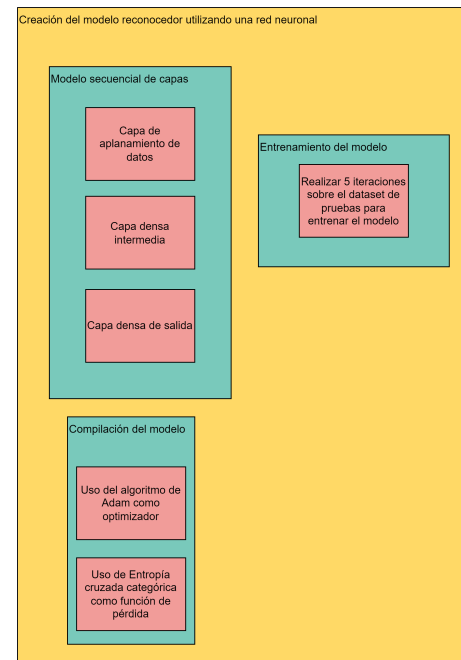 Creación del modelo reconocedor utilizando una red neuronal
Modelo secuencial de capas
Capa de
aplanamiento de
datos
Capa densa
intermedia
Capa densa de salida
Entrenamiento del modelo
Realizar 5 iteraciones
sobre el dataset de
pruebas para
entrenar el modelo
Compilación del modelo
Uso del algoritmo de
Adam como
optimizador
Uso de Entropía
cruzada categórica
como función de
pérdida